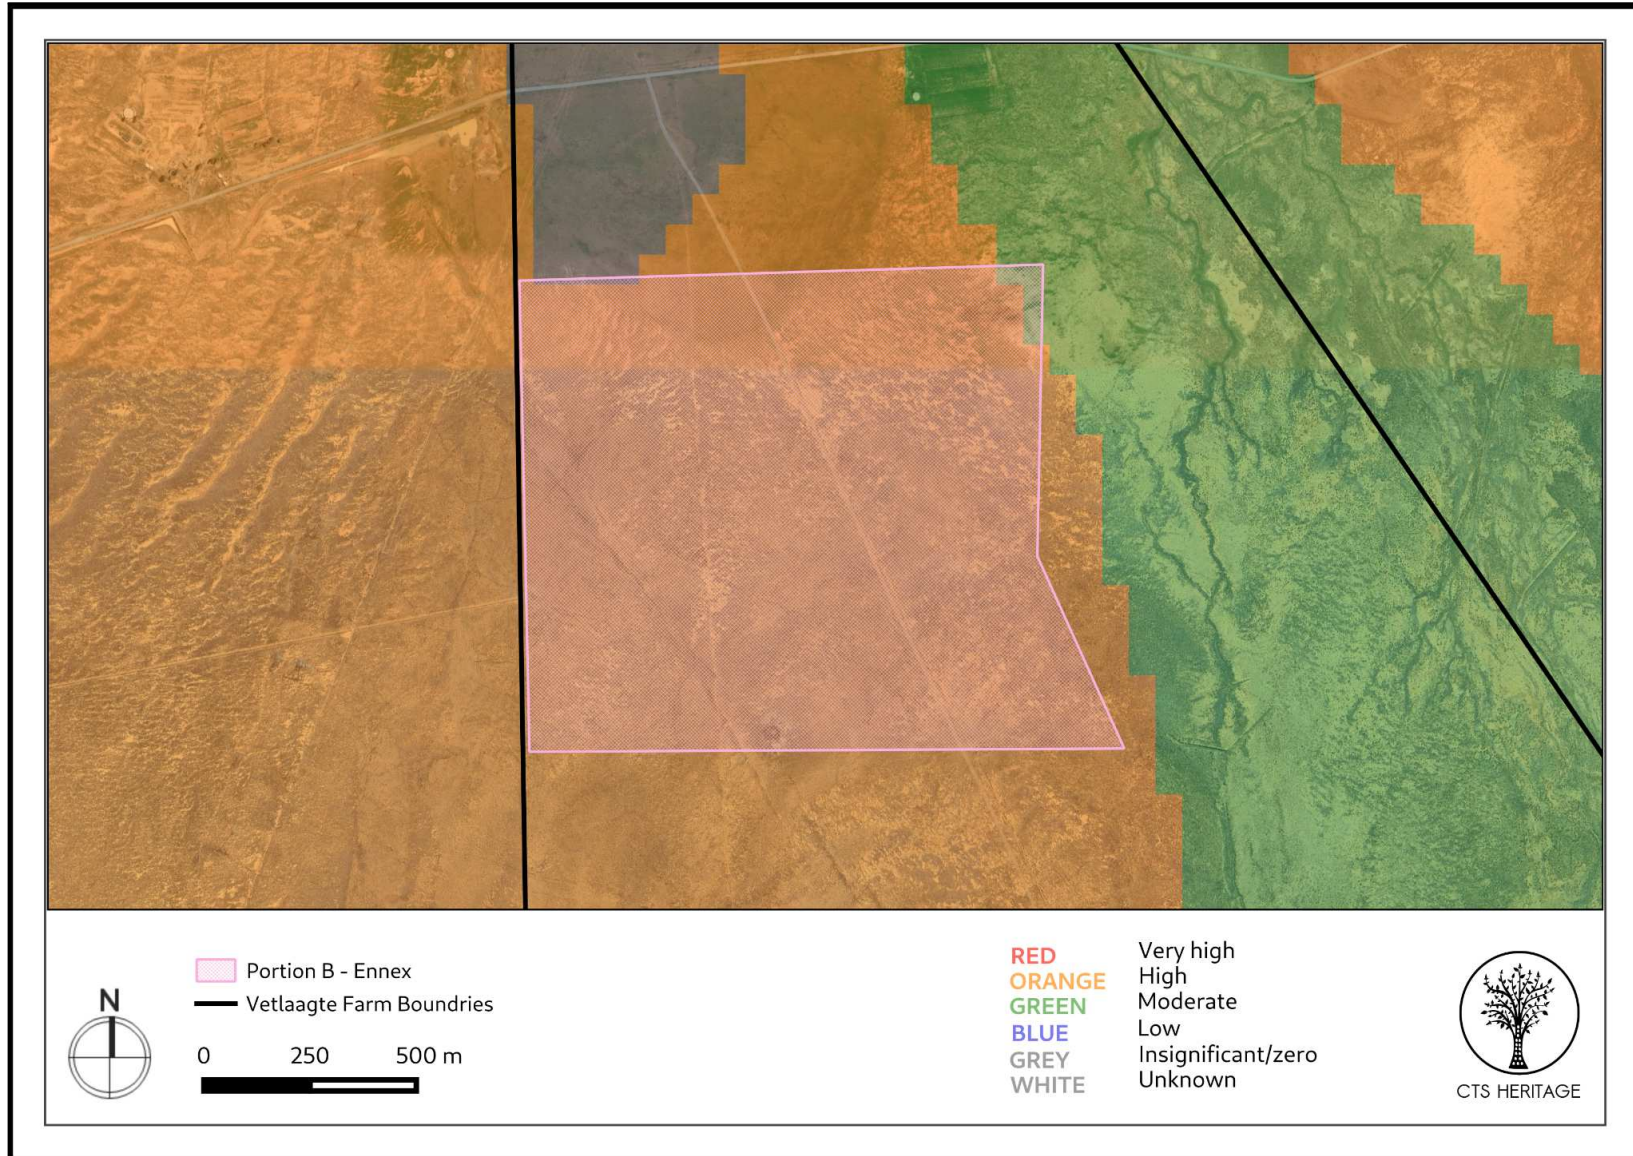 Portion B - Ennex
Vetlaagte Farm Boundries
N
0 250 500 m
RED Very high
ORANGE High
GREEN Moderate
BLUE Low
GREY Insignificant/zero
WHITE Unknown
CTS HERITAGE